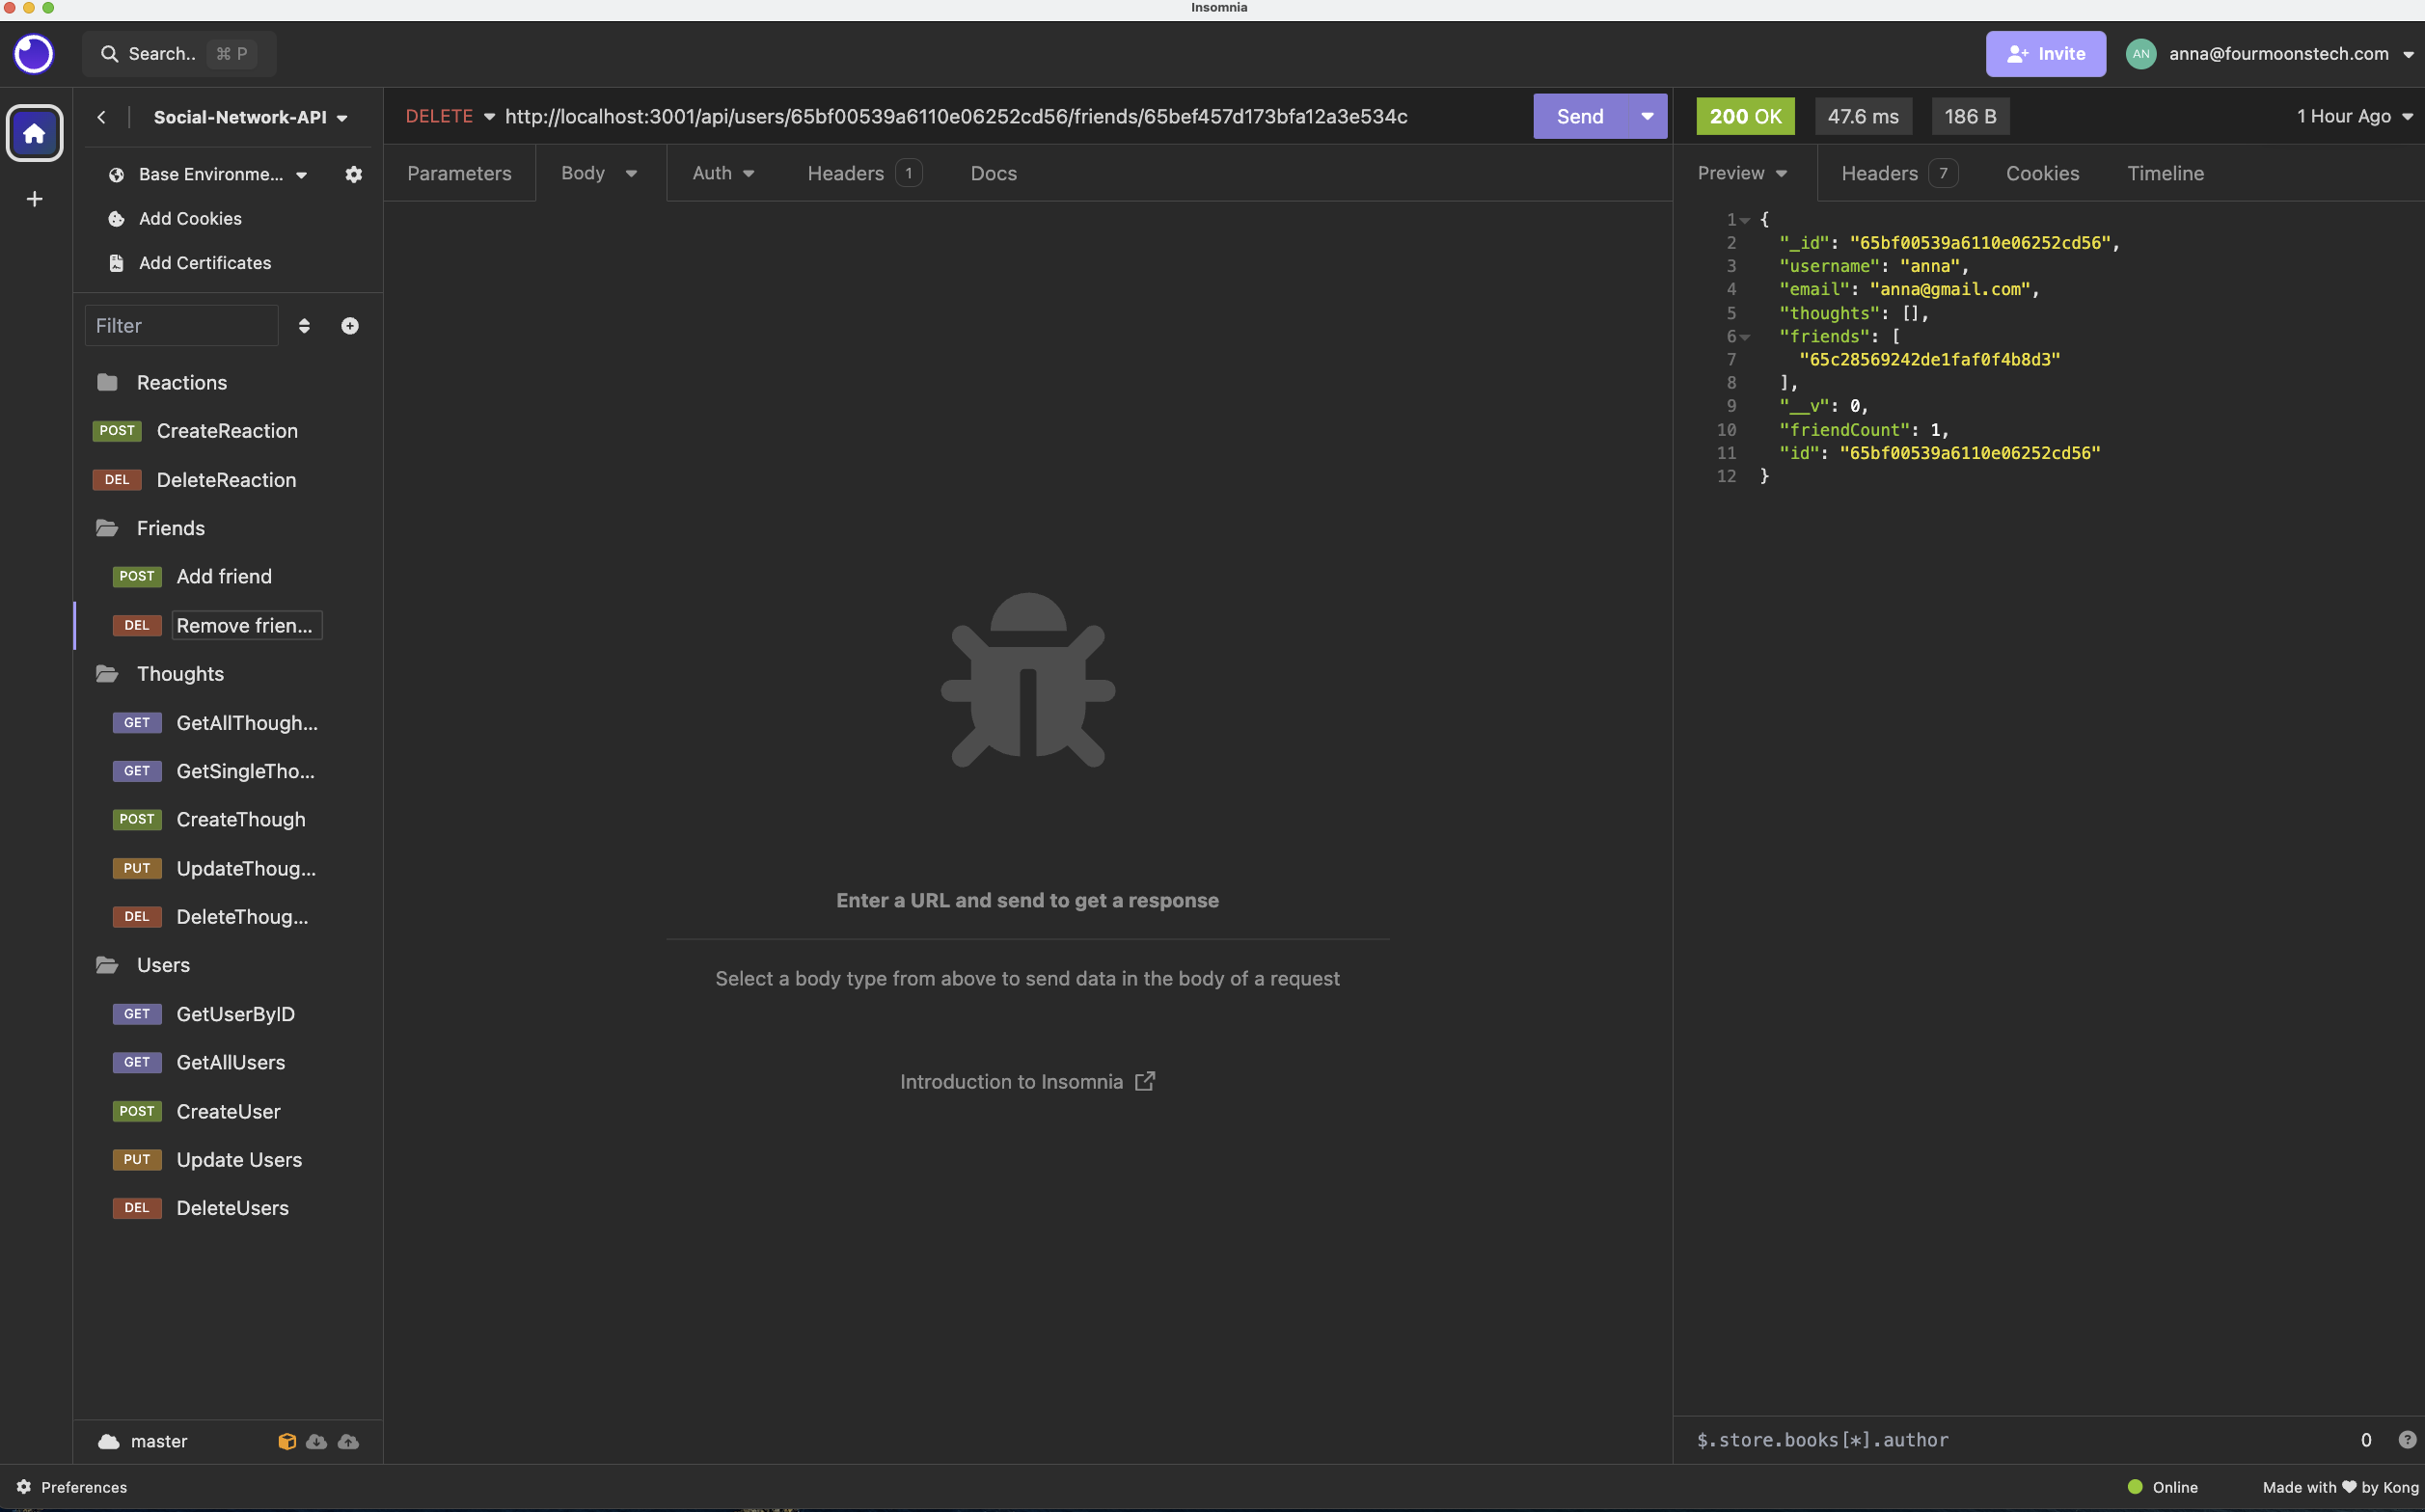 Insomnia
Search.. ⌘ P
Invite
AN
anna@fourmoonstech.com
Social-Network-API
Base Environme...
Add Cookies
Add Certificates
Filter
Reactions
POST CreateReaction
DEL DeleteReaction
Friends
POST Add friend
DEL Remove frien...
Thoughts
GET GetAllThough...
GET GetSingleTho...
POST CreateThough
PUT UpdateThoug...
DEL DeleteThoug...
Users
GET GetUserByID
GET GetAllUsers
POST CreateUser
PUT Update Users
DEL DeleteUsers
master
DELETE http://localhost:3001/api/users/65bf00539a6110e06252cd56/friends/65bef457d173bfa12a3e534c
Send
Parameters Body Auth Headers 1 Docs
Enter a URL and send to get a response
Select a body type from above to send data in the body of a request
Introduction to Insomnia
200 OK 47.6 ms 186 B 1 Hour Ago
Preview Headers 7 Cookies Timeline
1 {
2 "_id": "65bf00539a6110e06252cd56",
3 "username": "anna",
4 "email": "anna@gmail.com",
5 "thoughts": [],
6 "friends": [
7 "65c28569242de1faf0f4b8d3"
8 ],
9 "__v": 0,
10 "friendCount": 1,
11 "id": "65bf00539a6110e06252cd56"
12 }
$.store.books[*].author 0 ?
Preferences
Online
Made with ❤ by Kong